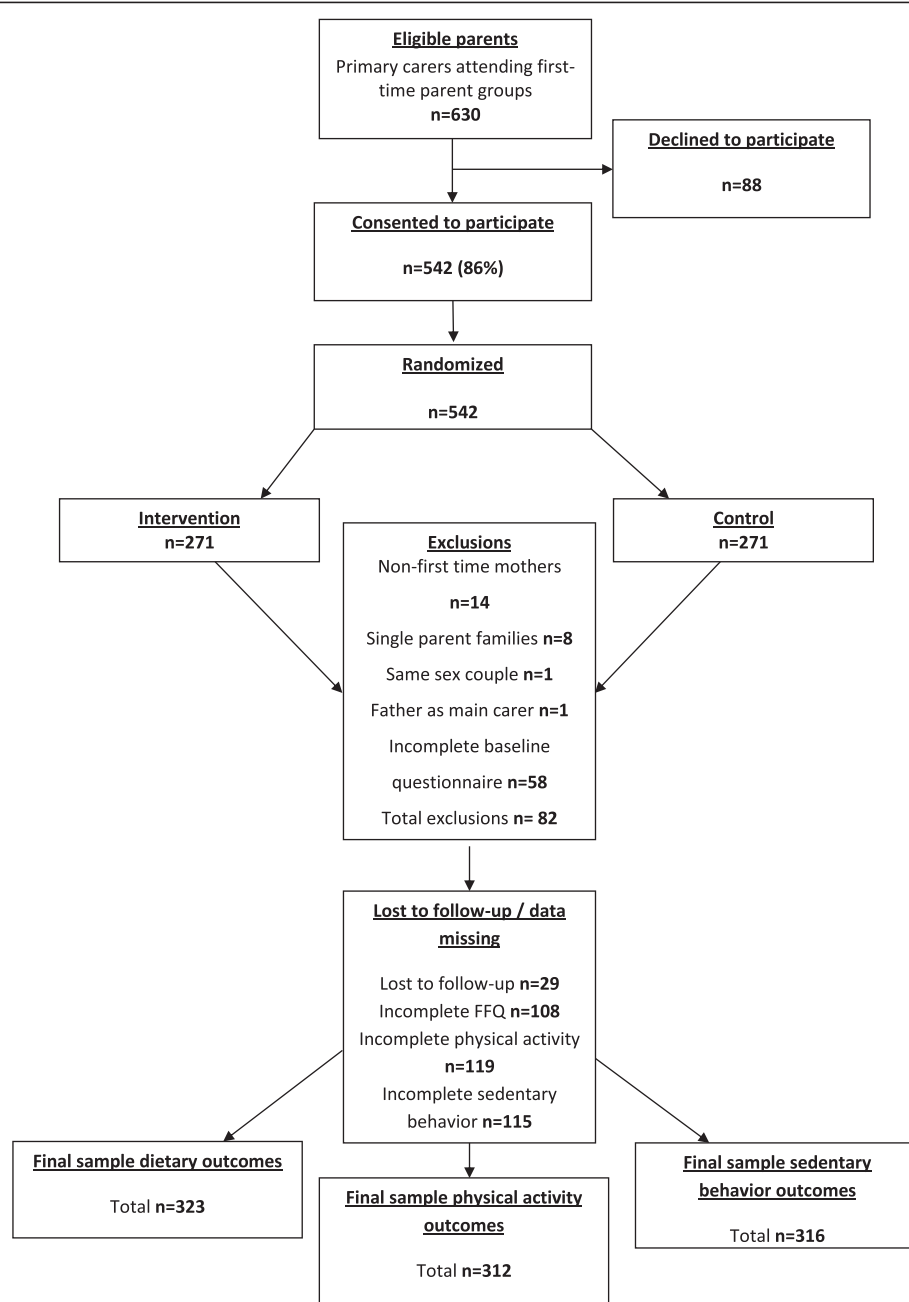 Eligible parents
Primary carers attending first-
time parent groups
n=630
Declined to participate
n=88
Consented to participate
n=542 (86%)
Randomized
n=542
Intervention
n=271
Control
n=271
Exclusions
Non-first time mothers
n=14
Single parent families n=8
Same sex couple n=1
Father as main carer n=1
Incomplete baseline
questionnaire n=58
Total exclusions n= 82
Lost to follow-up / data
missing
Lost to follow-up n=29
Incomplete FFQ n=108
Incomplete physical activity
n=119
Incomplete sedentary
behavior n=115
Final sample dietary outcomes
Total n=323
Final sample physical activity
outcomes
Total n=312
Final sample sedentary
behavior outcomes
Total n=316